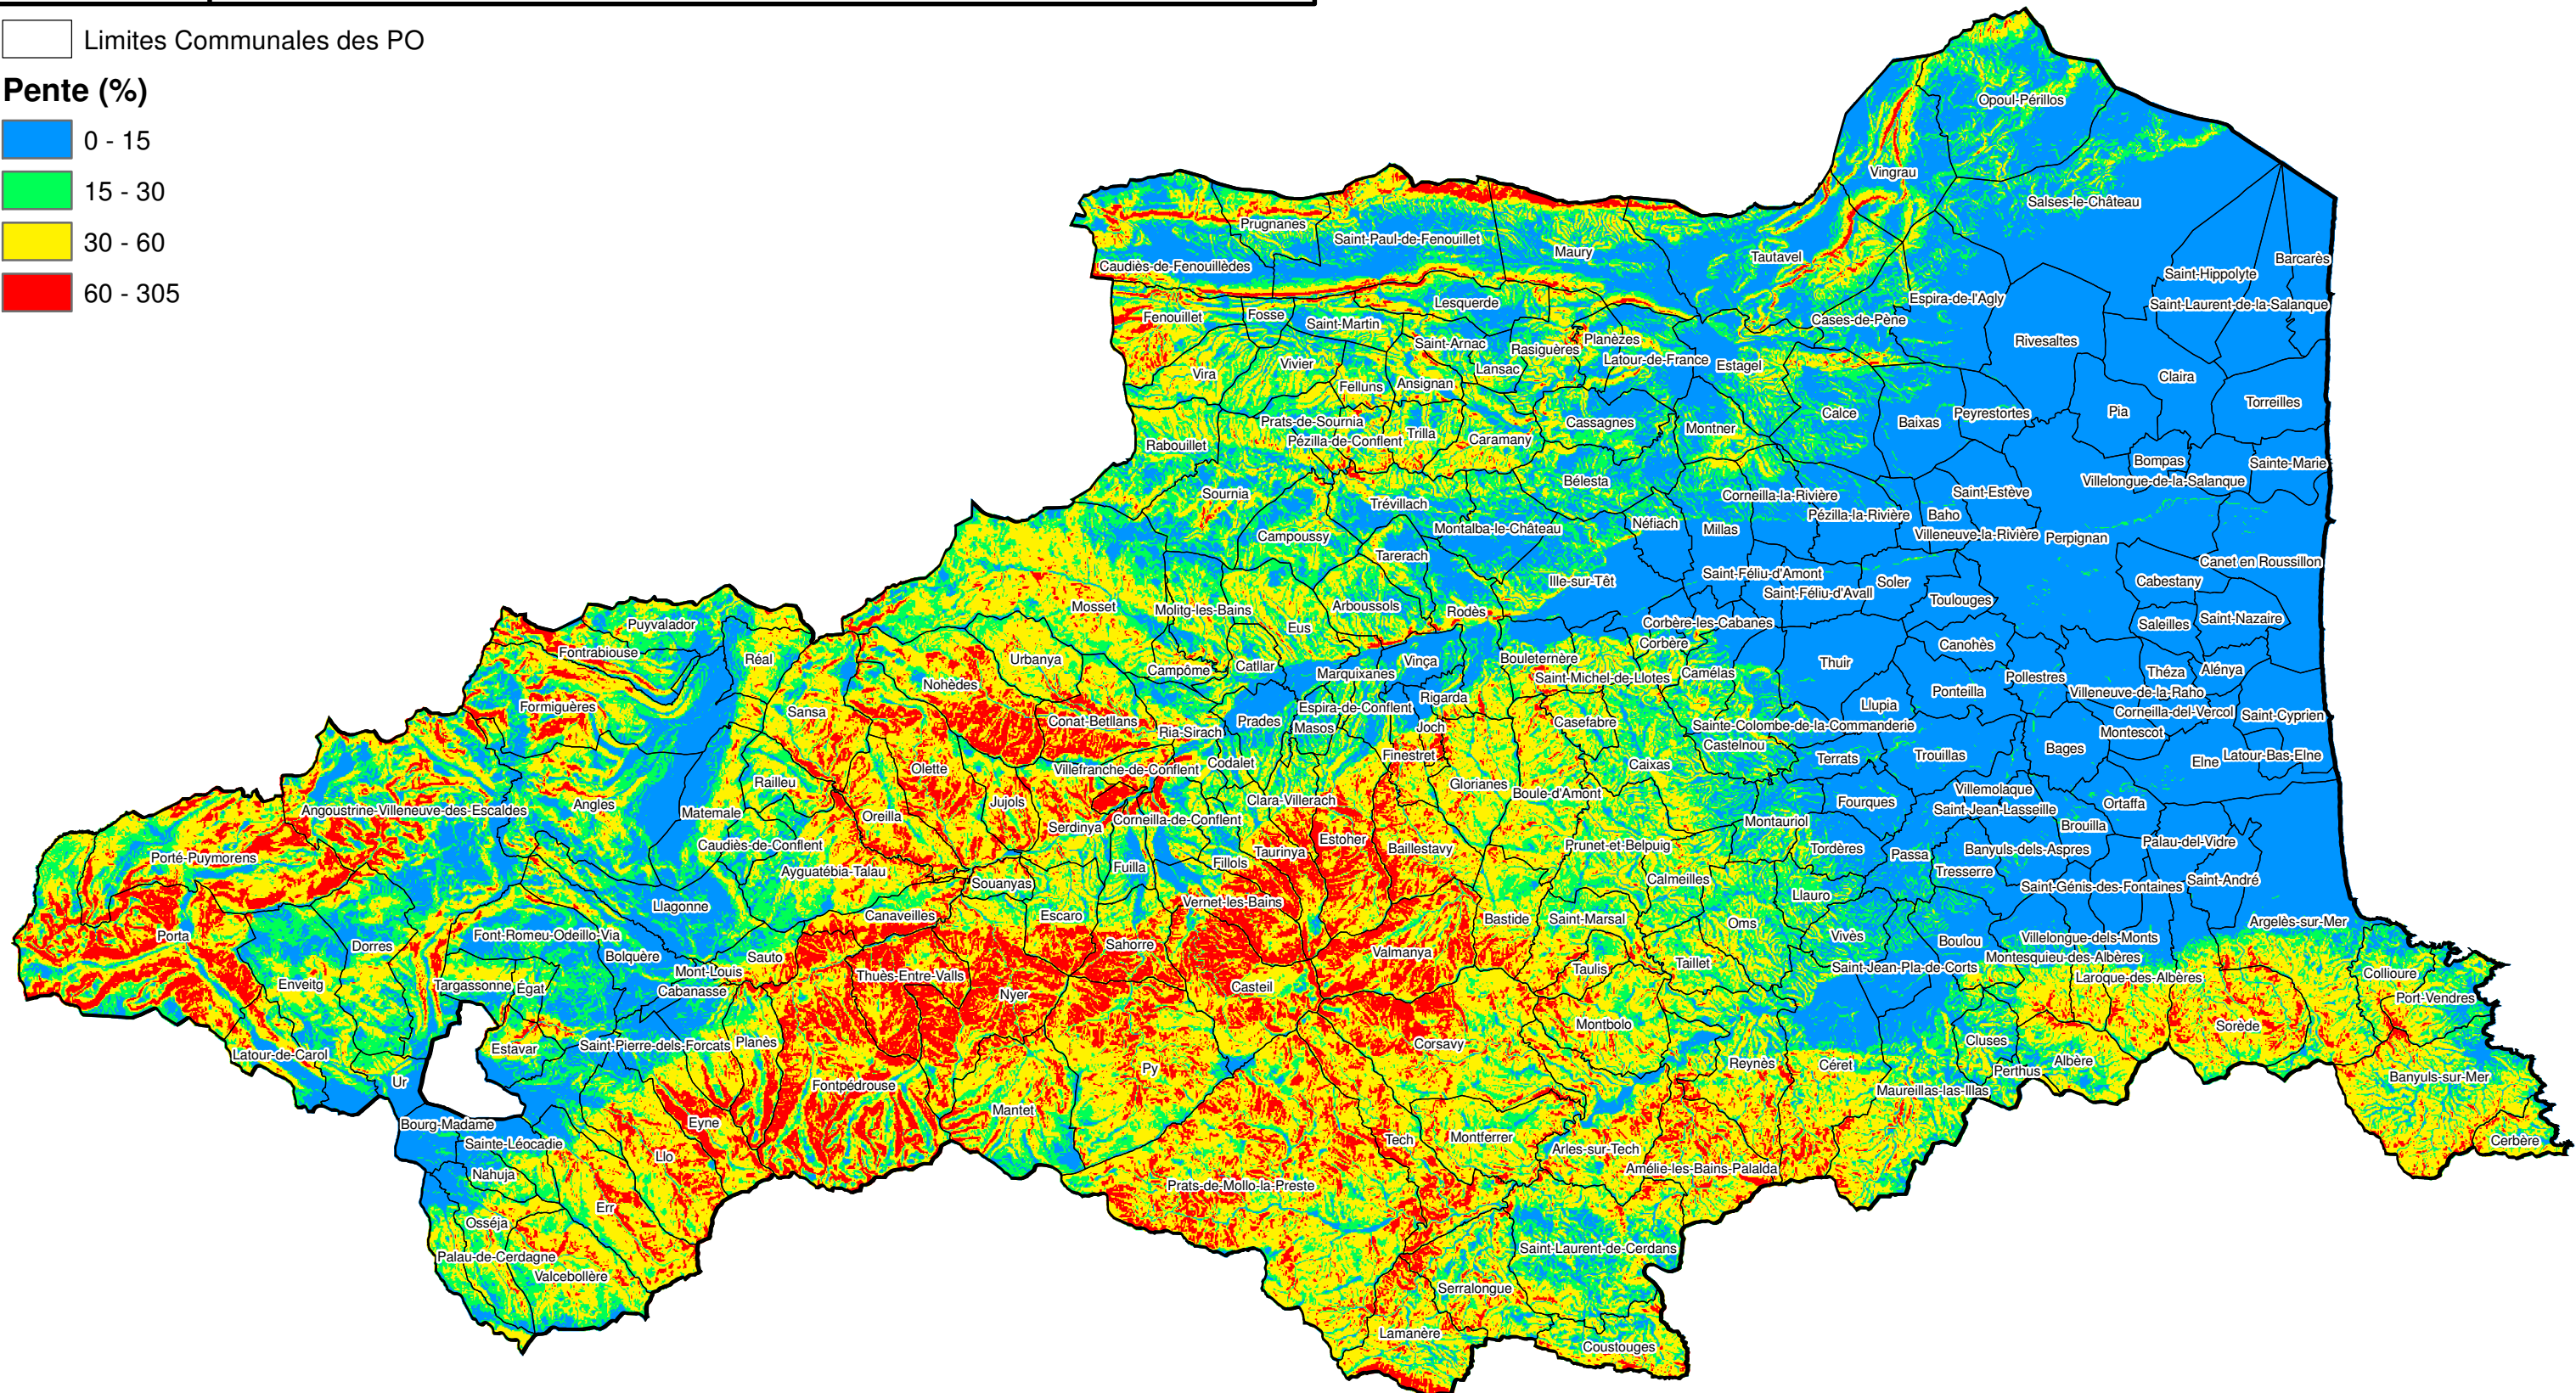 Limites Communales des PO
Pente (%)
0 - 15
15 - 30
30 - 60
60 - 305
Opoul-Périllos
Vingrau
Salses-le-Château
Prugnanes
Saint-Paul-de-Fenouillet
Maury
Tautavel
Barcarès
Caudiès-de-Fenouillèdes
Saint-Hippolyte
Espira-de-l'Agly
Lesquerde
Saint-Laurent-de-la-Salanque
Fenouillet
Fosse
Saint-Martin
Cases-de-Pène
Planèzes
Rivesaltes
Saint-Arnac
Rasiguères
Latour-de-France
Estagel
Vivier
Lansac
Vira
Claira
Felluns
Ansignan
Torreilles
Prats-de-Sournia
Cassagnes
Calce
Baixas
Peyrestortes
Pia
Montner
Pézilla-de-Conflent
Trilla
Caramany
Rabouillet
Bompas
Sainte-Marie
Bélesta
Villelongue-de-la-Salanque
Sournia
Corneilla-la-Rivière
Saint-Estève
Trévillach
Pézilla-la-Rivière
Baho
Montalba-le-Château
Néfiach
Millas
Villeneuve-la-Rivière
Perpignan
Campoussy
Tarerach
Canet en Roussillon
Saint-Féliu-d'Amont
Ille-sur-Têt
Soler
Cabestany
Saint-Féliu-d'Avall
Toulouges
Mosset
Molitg-les-Bains
Arboussols
Rodès
Puyvalador
Eus
Corbère-les-Cabanes
Saleilles
Saint-Nazaire
Fontrabiouse
Réal
Urbanya
Corbère
Canohès
Campôme
Catllar
Vinça
Bouleternère
Thuir
Marquixanes
Saint-Michel-de-Llotes
Camélas
Pollestres
Théza
Alénya
Nohèdes
Rigarda
Ponteilla
Villeneuve-de-la-Raho
Formiguères
Sansa
Espira-de-Conflent
Llupia
Corneilla-del-Vercol
Saint-Cyprien
Conat-Betllans
Ria-Sirach
Prades
Masos
Joch
Casefabre
Sainte-Colombe-de-la-Commanderie
Montescot
Castelnou
Bages
Finestret
Terrats
Trouillas
Elne
Latour-Bas-Elne
Olette
Villefranche-de-Conflent
Codalet
Caixas
Railleu
Glorianes
Boule-d'Amont
Villemolaque
Angles
Jujols
Clara-Villerach
Fourques
Saint-Jean-Lasseille
Ortaffa
Angoustrine-Villeneuve-des-Escaldes
Matemale
Oreilla
Serdinya
Corneilla-de-Conflent
Montauriol
Brouilla
Caudiès-de-Conflent
Estoher
Baillestavy
Prunet-et-Belpuig
Tordères
Passa
Banyuls-dels-Aspres
Palau-del-Vidre
Porté-Puymorens
Taurinya
Ayguatébia-Talau
Fuilla
Fillols
Tresserre
Souanyas
Calmeilles
Saint-Génis-des-Fontaines
Saint-André
Llauro
Llagonne
Vernet-les-Bains
Canaveilles
Escaro
Bastide
Saint-Marsal
Oms
Argelès-sur-Mer
Porta
Font-Romeu-Odeillo-Via
Vivès
Boulou
Villelongue-dels-Monts
Dorres
Bolquère
Sauto
Sahorre
Valmanya
Montesquieu-des-Albères
Mont-Louis
Thuès-Entre-Valls
Taulis
Taillet
Saint-Jean-Pla-de-Corts
Laroque-des-Albères
Collioure
Enveitg
Targassonne
Égat
Cabanasse
Nyer
Casteil
Port-Vendres
Montbolo
Sorède
Estavar
Saint-Pierre-dels-Forcats
Planès
Corsavy
Cluses
Latour-de-Carol
Py
Reynès
Céret
Albère
Perthus
Ur
Fontpédrouse
Banyuls-sur-Mer
Maureillas-las-Illas
Mantet
Bourg-Madame
Eyne
Sainte-Léocadie
Tech
Montferrer
Cerbère
Llo
Arles-sur-Tech
Nahuja
Amélie-les-Bains-Palalda
Prats-de-Mollo-la-Preste
Err
Osséja
Saint-Laurent-de-Cerdans
Palau-de-Cerdagne
Valcebollère
Serralongue
Lamanère
Coustouges